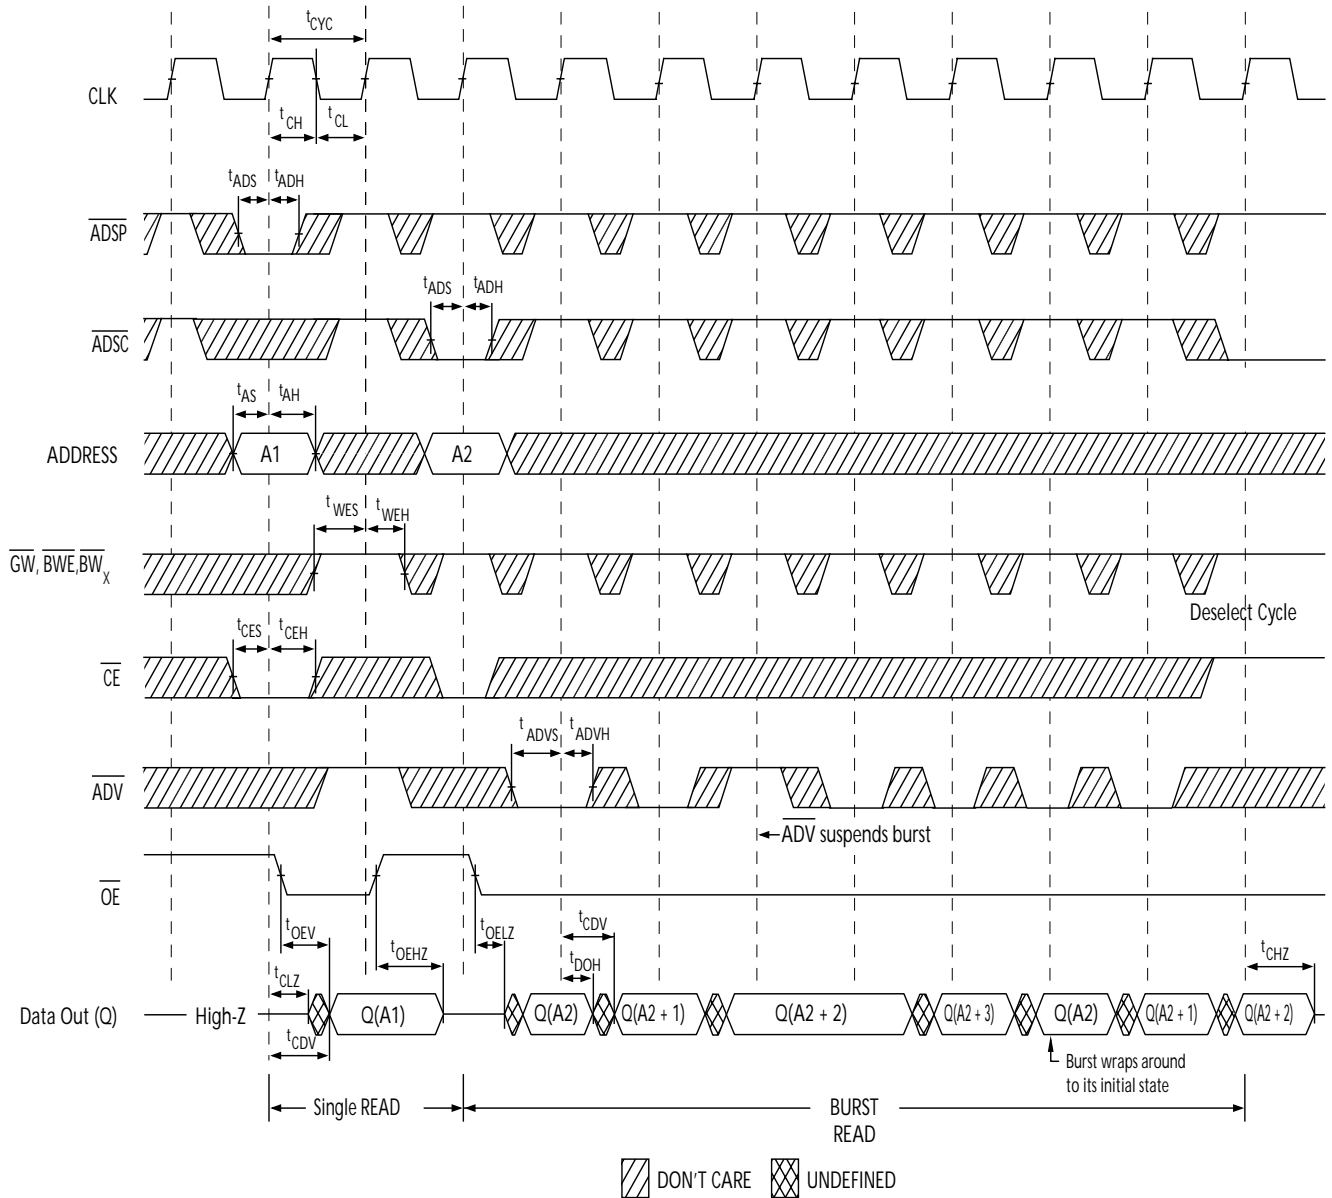 tCYC
CLK
tCH
tCL
tADS
tADH
ADSP
tADS
tADH
ADSC
tAS
tAH
ADDRESS
A1
A2
tWES
tWEH
GW, BWE,BWX
Deselect Cycle
tCES
tCEH
CE
tADVS
tADVH
ADV
ADV suspends burst
OE
tOEV
tOEHZ
tOELZ
tCDV
tDOH
tCHZ
tCLZ
Data Out (Q)
High-Z
Q(A1)
Q(A2)
Q(A2 + 1)
Q(A2 + 2)
Q(A2 + 3)
Q(A2)
Q(A2 + 1)
Q(A2 + 2)
tCDV
Burst wraps around
to its initial state
Single READ
BURST
READ
DON'T CARE
UNDEFINED